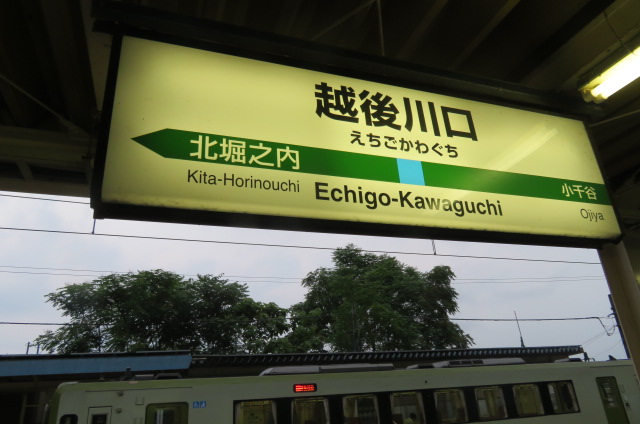 越後川口
えちごかわぐち
北堀之内
小千谷
Kita-Horinouchi
Echigo-Kawaguchi
Ojiya